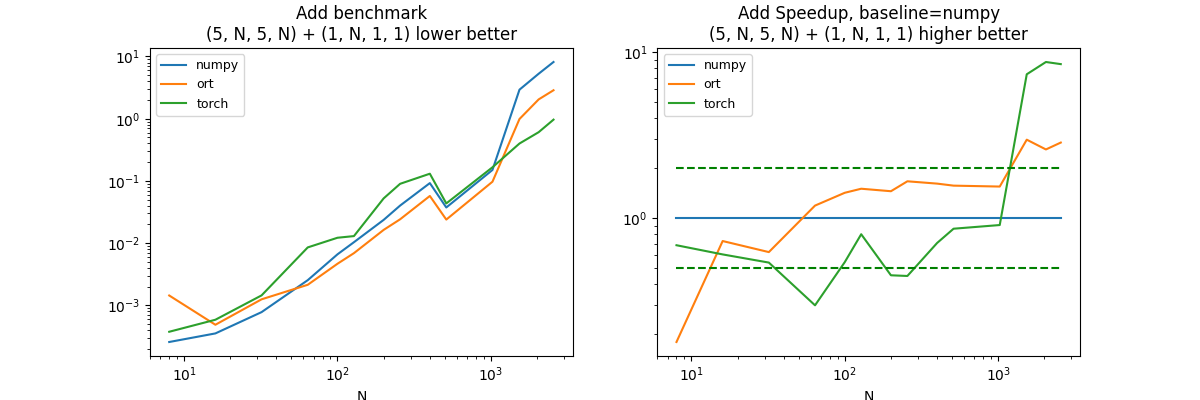 Add benchmark
(5, N, 5, N) + (1, N, 1, 1) lower better
numpy
ort
torch
10^1
10^0
10^-1
10^-2
10^-3
10^1
10^2
10^3
N
Add Speedup, baseline=numpy
(5, N, 5, N) + (1, N, 1, 1) higher better
numpy
ort
torch
10^1
10^0
10^1
10^2
10^3
N